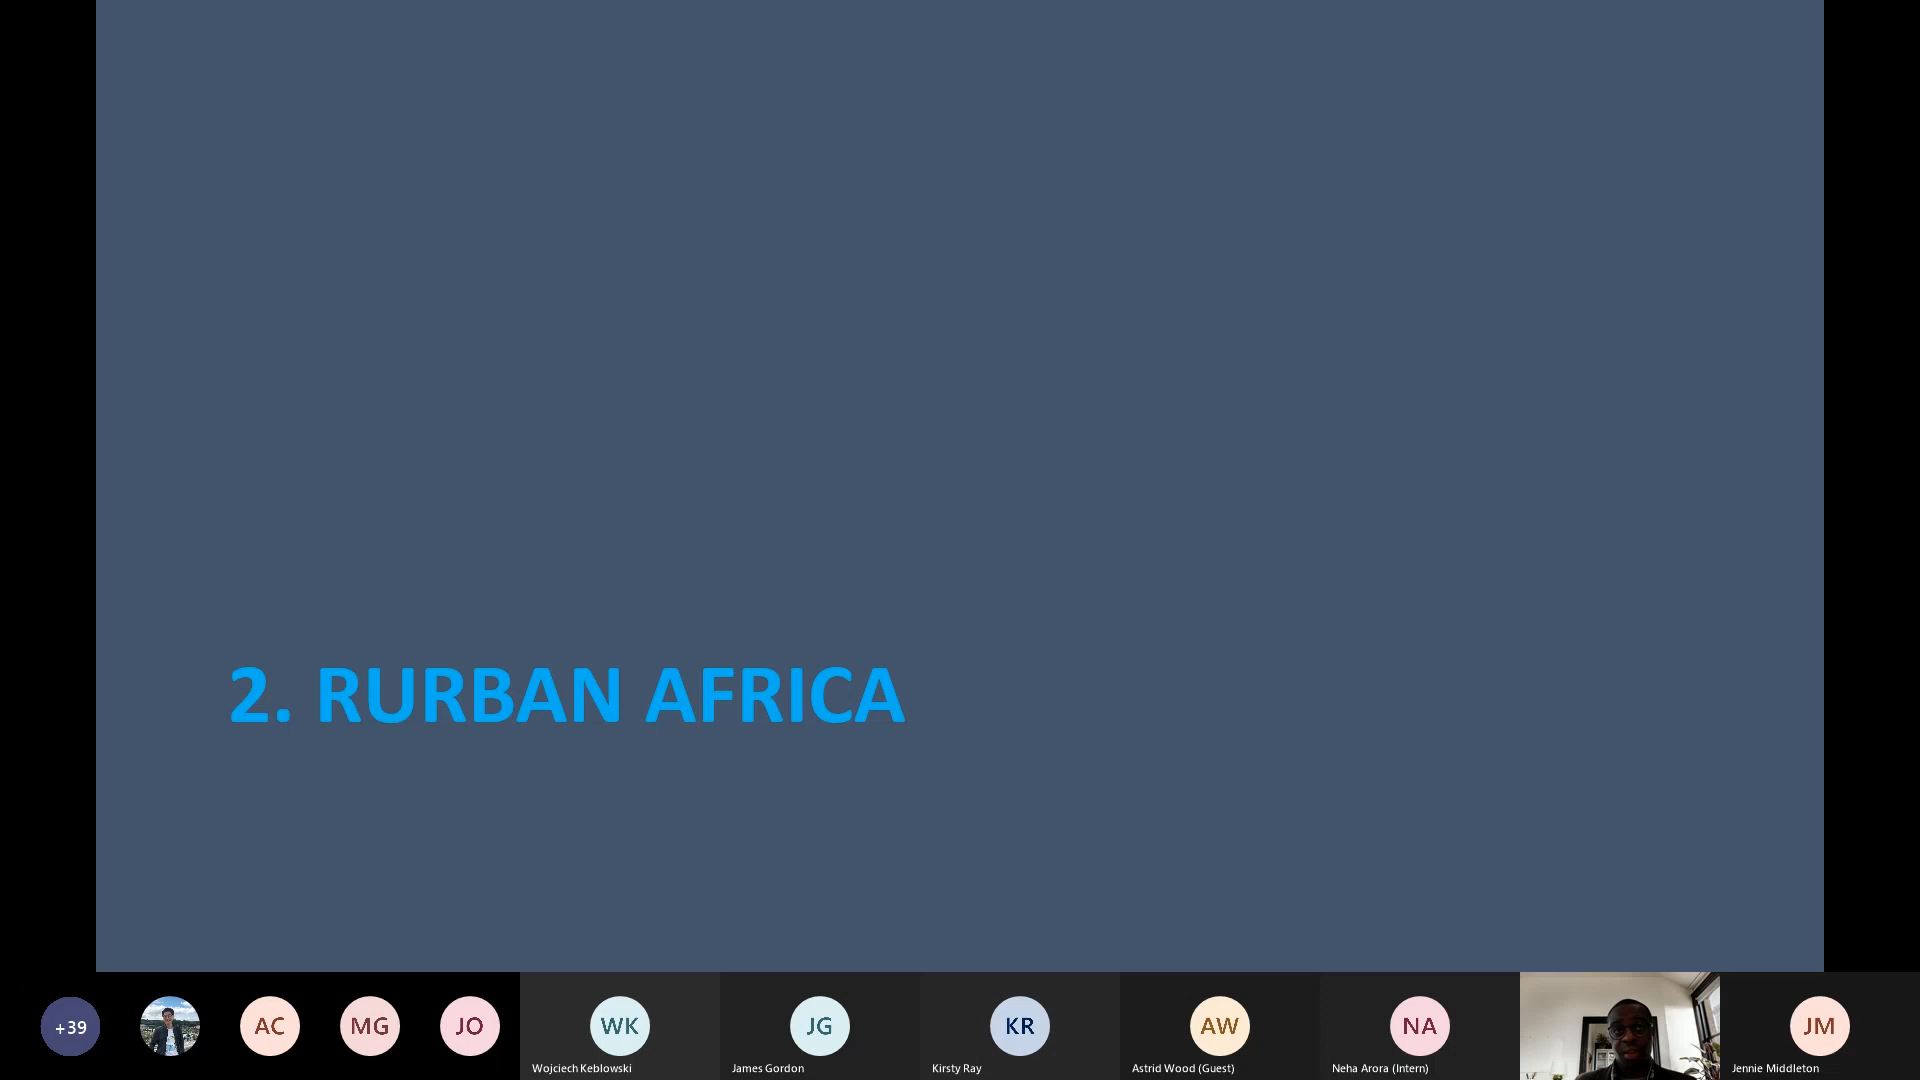 2. RURBAN AFRICA
+39
AC
MG
JO
WK
JG
KR
AW
NA
JM
Wojciech Keblowski
James Gordon
Kirsty Ray
Astrid Wood (Guest)
Neha Arora (Intern)
Jennie Middleton